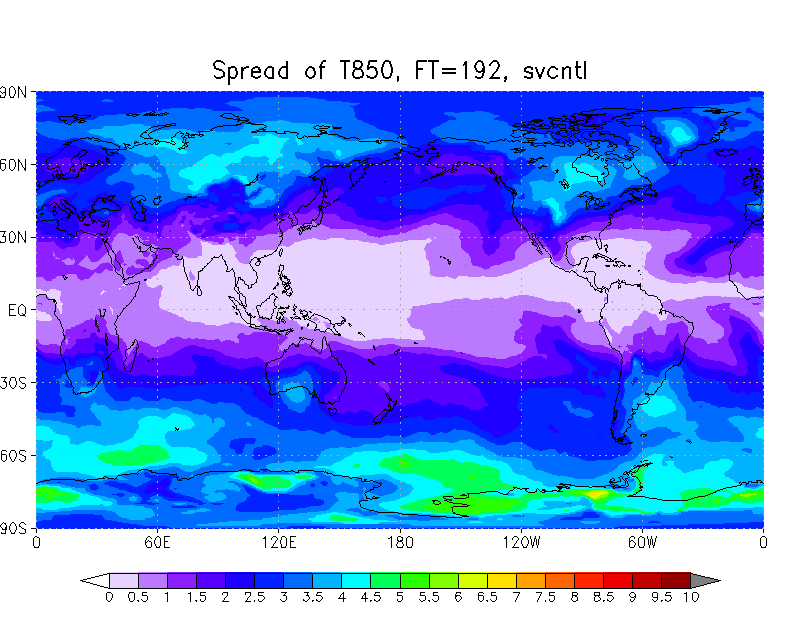 Spread of T850, FT=192, svcntl
90N
60N
30N
EQ
30S
60S
90S
0 60E 120E 180 120W 60W 0
0 0.5 1 1.5 2 2.5 3 3.5 4 4.5 5 5.5 6 6.5 7 7.5 8 8.5 9 9.5 10